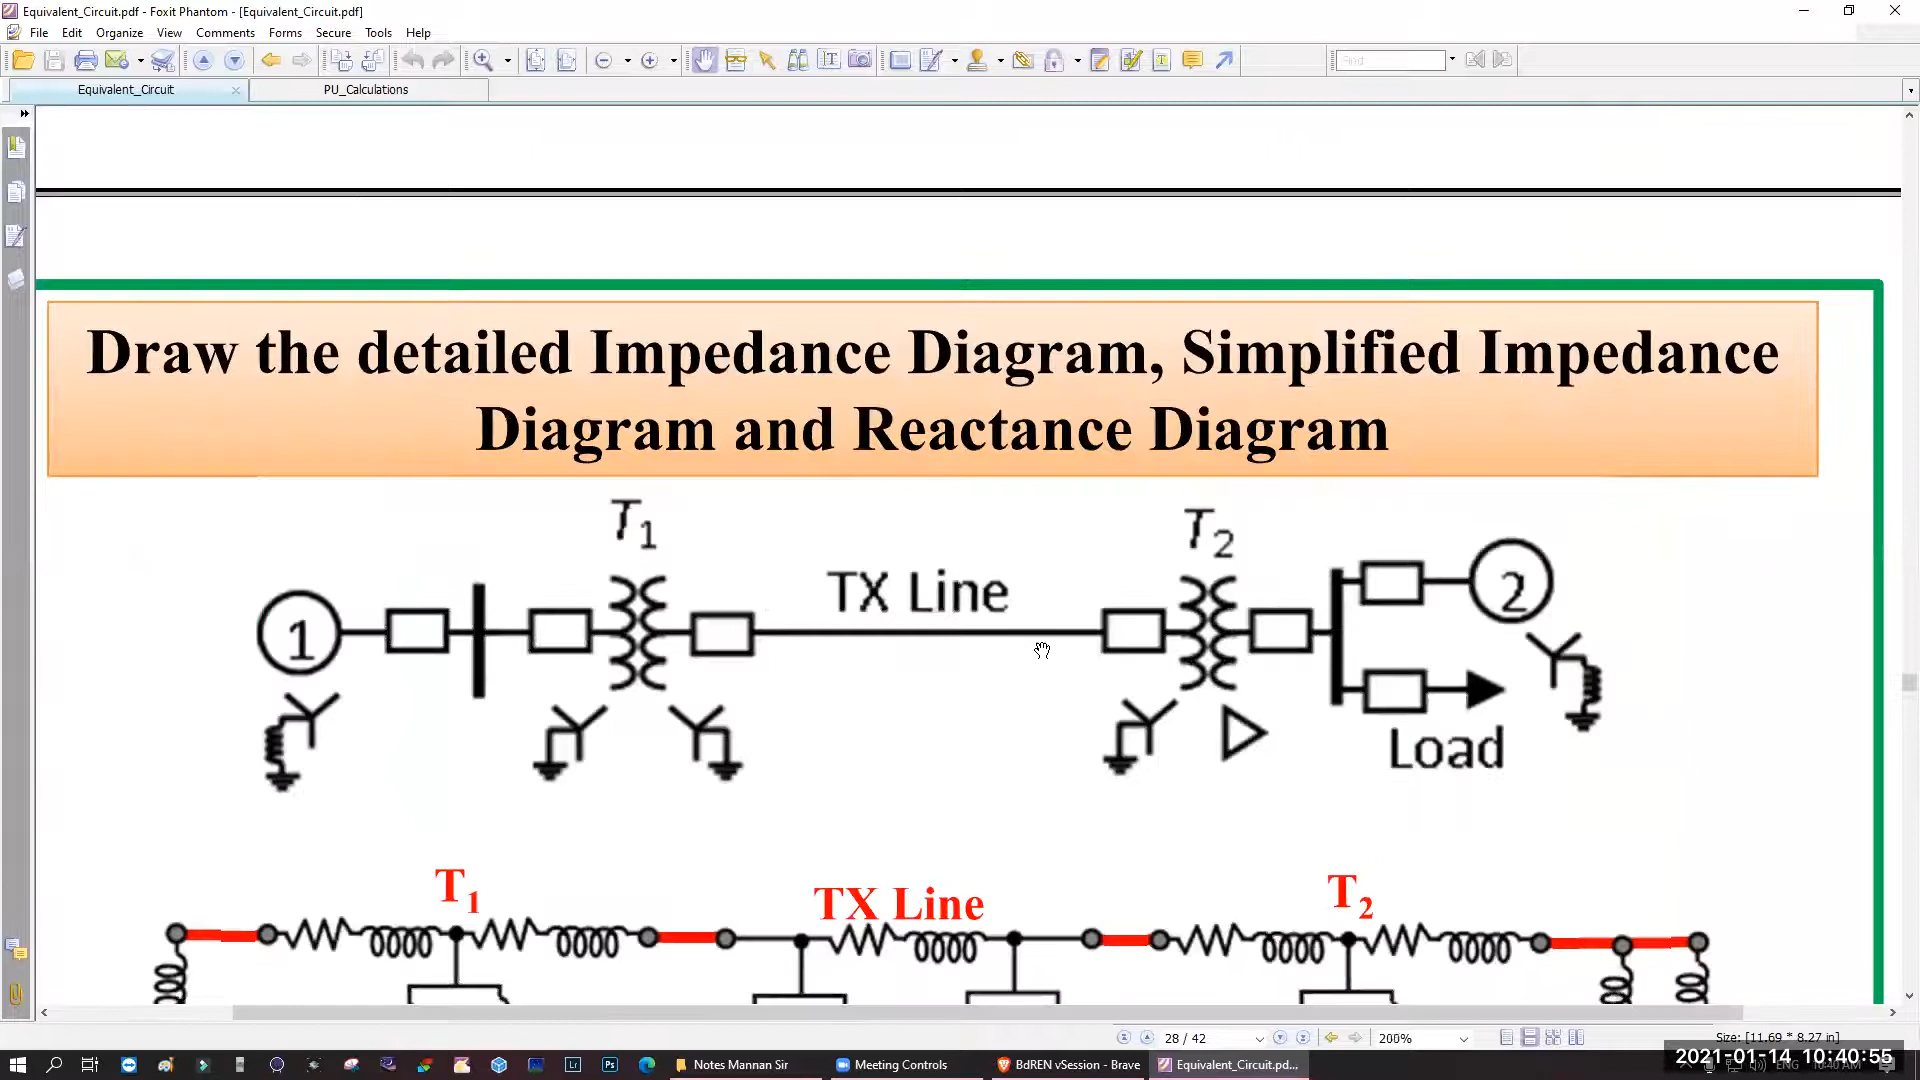 Equivalent_Circuit.pdf - Foxit Phantom - [Equivalent_Circuit.pdf]
File Edit Organize View Comments Forms Secure Tools Help
Find
Equivalent_Circuit PU_Calculations
Draw the detailed Impedance Diagram, Simplified Impedance
Diagram and Reactance Diagram
T1
T2
TX Line
1
2
Load
T1
TX Line
T2
28 / 42
200%
Size: [11.69 * 8.27 in]
Notes Mannan Sir
Meeting Controls
BdREN vSession - Brave
Equivalent_Circuit.pd...
2021-01-14 10:40:55